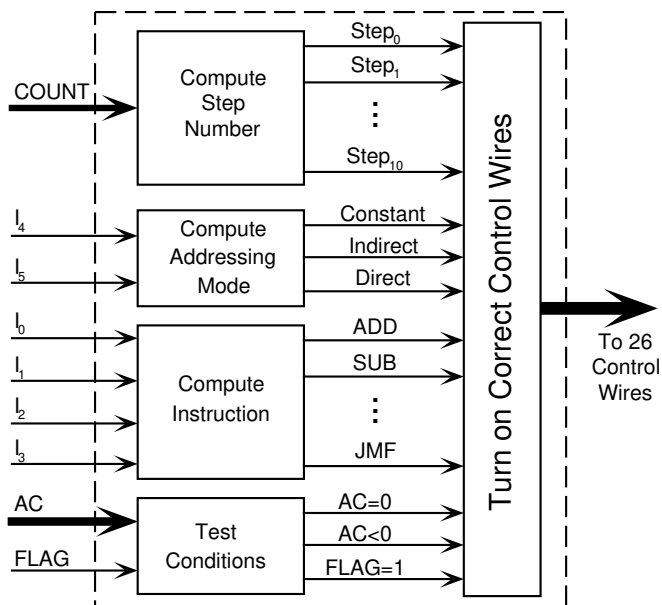 COUNT
Compute
Step
Number
Step₀
Step₁
⋮
Step₁₀
I₄
I₅
Compute
Addressing
Mode
Constant
Indirect
Direct
I₀
I₁
I₂
I₃
Compute
Instruction
ADD
SUB
⋮
JMF
AC
FLAG
Test
Conditions
AC=0
AC<0
FLAG=1
Turn on Correct Control Wires
To 26
Control
Wires